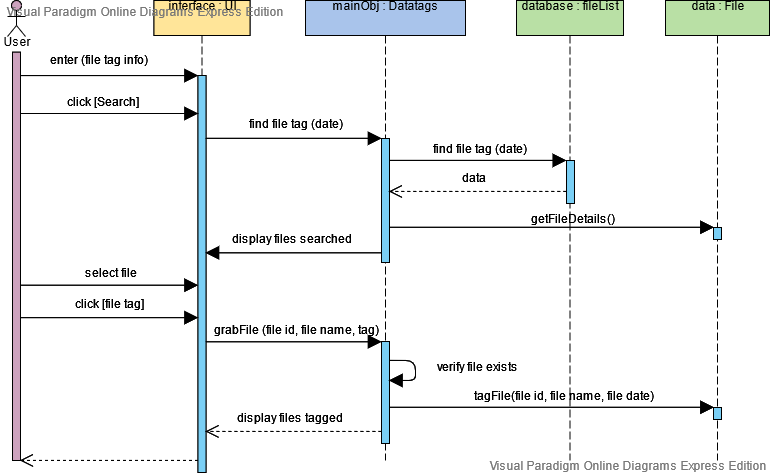 Visual Paradigm Online Diagrams Express Edition
interface : UI
mainObj : Datatags
database : fileList
data : File
User
enter (file tag info)
click [Search]
find file tag (date)
find file tag (date)
data
getFileDetails()
display files searched
select file
click [file tag]
grabFile (file id, file name, tag)
verify file exists
tagFile(file id, file name, file date)
display files tagged
Visual Paradigm Online Diagrams Express Edition